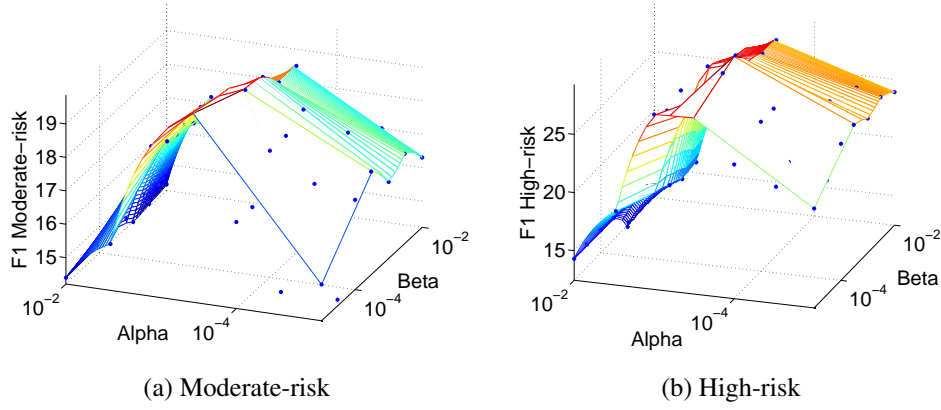 19
18
17
16
15
F1 Moderate−risk
10−2
Alpha
10−4
10−4
Beta
10−2
(a) Moderate-risk
25
20
15
F1 High−risk
10−2
Alpha
10−4
10−4
Beta
10−2
(b) High-risk